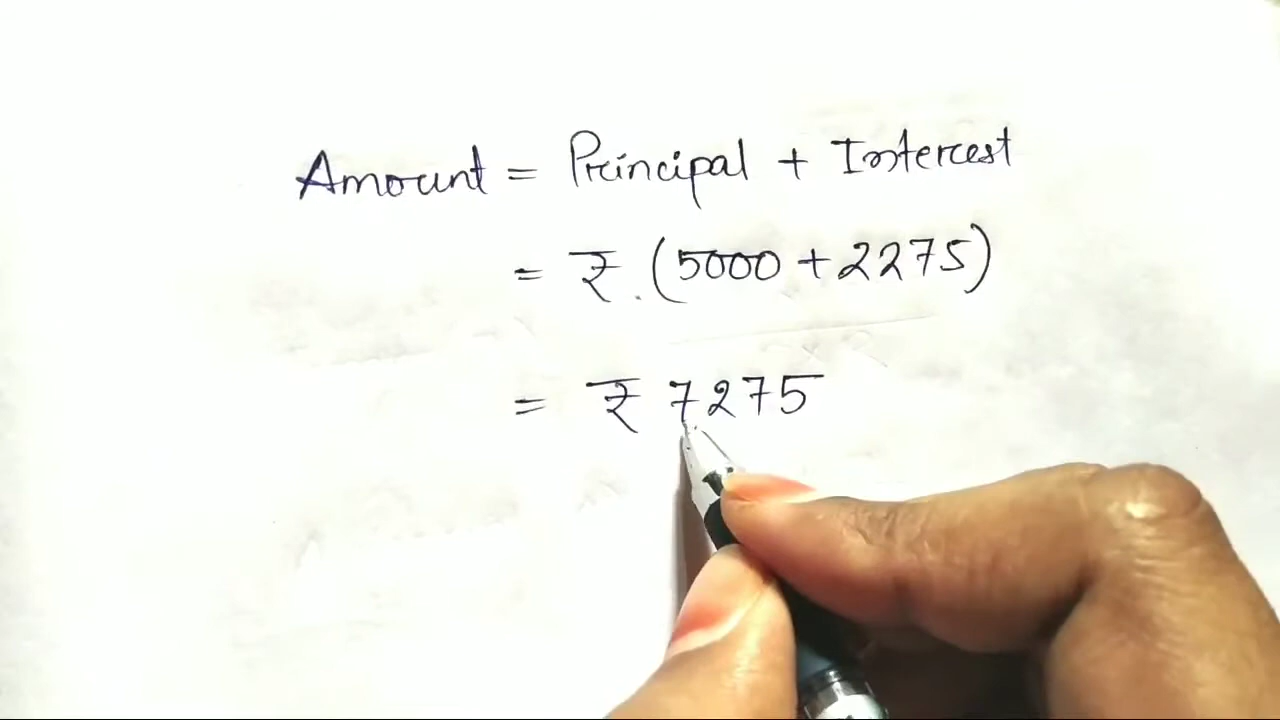 Amount = Principal + Interest
= ₹. (5000 + 2275)
= ₹ 7275